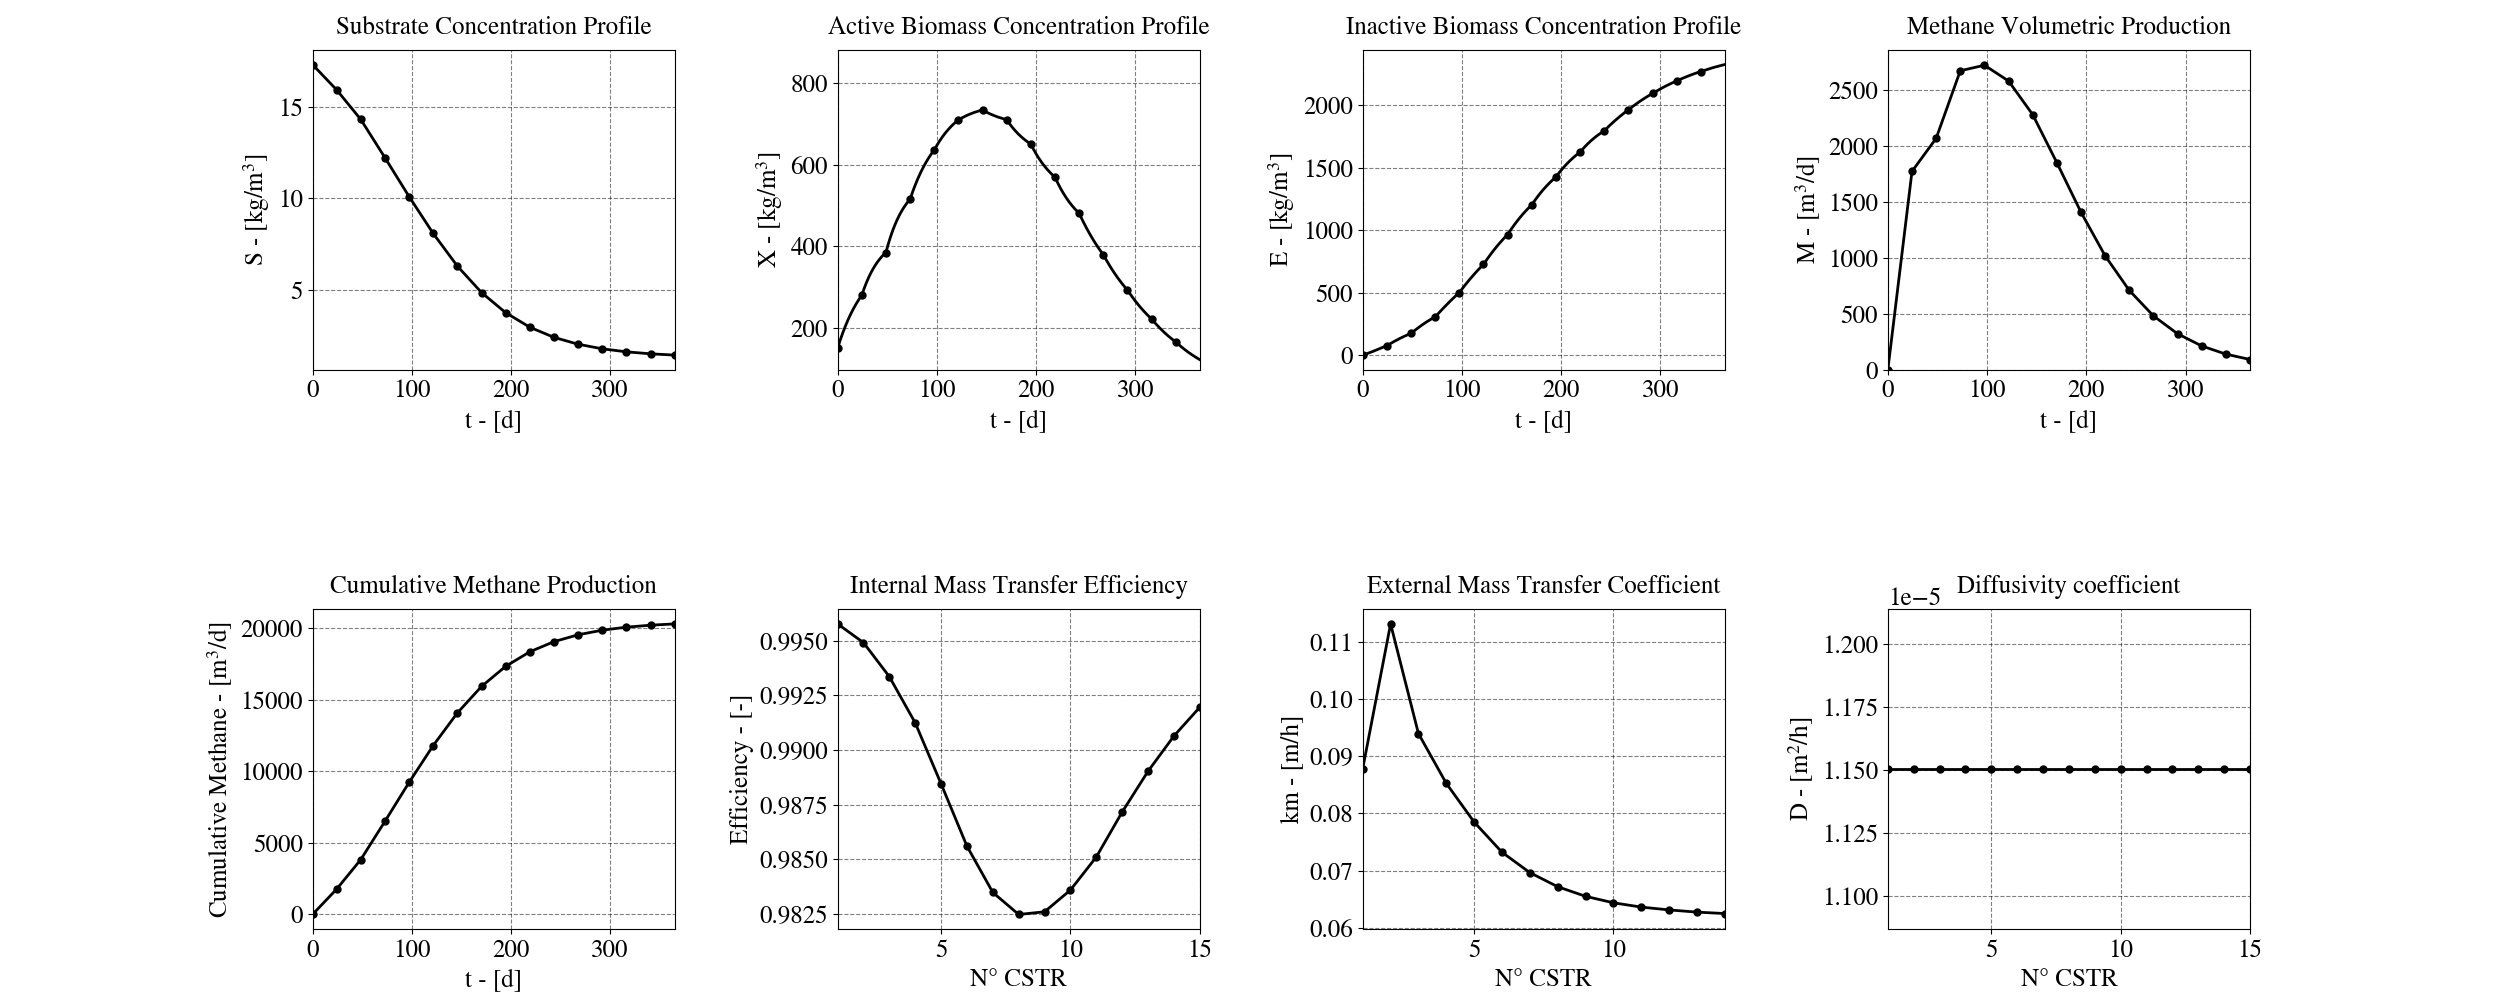 Substrate Concentration Profile
S - [kg/m³]
15
10
5
0 100 200 300
t - [d]
Active Biomass Concentration Profile
X - [kg/m³]
800
600
400
200
0 100 200 300
t - [d]
Inactive Biomass Concentration Profile
E - [kg/m³]
2000
1500
1000
500
0
0 100 200 300
t - [d]
Methane Volumetric Production
M - [m³/d]
2500
2000
1500
1000
500
0
0 100 200 300
t - [d]
Cumulative Methane Production
Cumulative Methane - [m³/d]
20000
15000
10000
5000
0
0 100 200 300
t - [d]
Internal Mass Transfer Efficiency
Efficiency - [-]
0.9950
0.9925
0.9900
0.9875
0.9850
0.9825
5 10 15
N° CSTR
External Mass Transfer Coefficient
km - [m/h]
0.11
0.10
0.09
0.08
0.07
0.06
5 10
N° CSTR
Diffusivity coefficient
1e−5
D - [m²/h]
1.200
1.175
1.150
1.125
1.100
5 10 15
N° CSTR